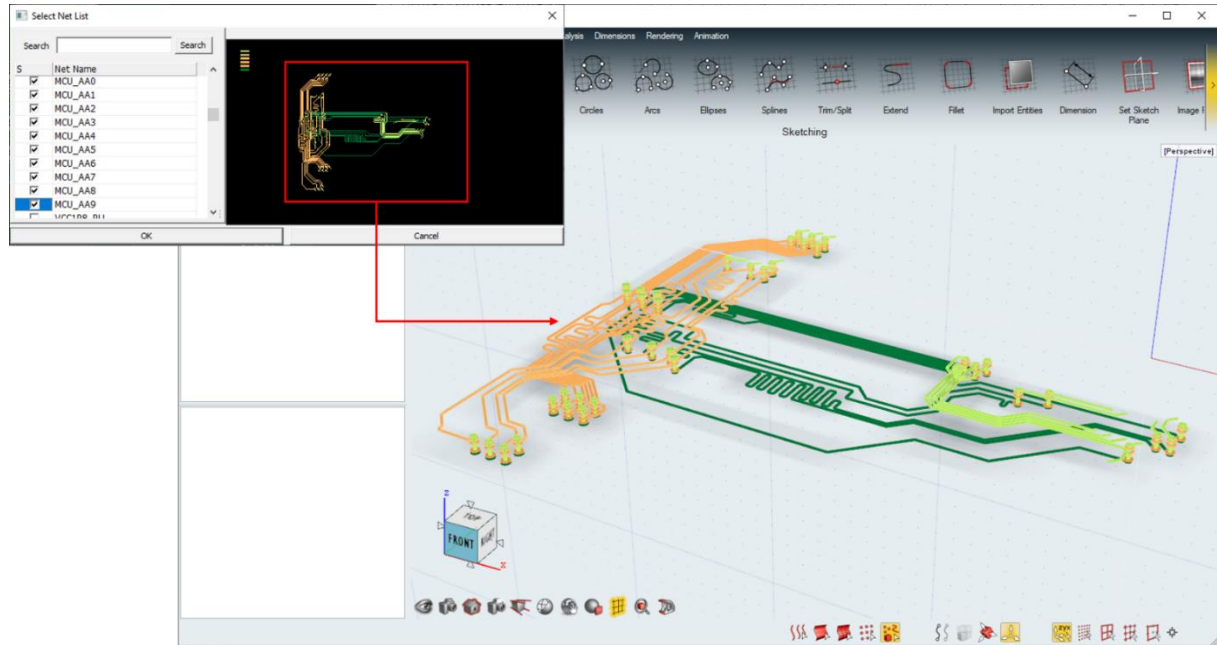 Select Net List
Search
Search
S Net Name
MCU_AA0
MCU_AA1
MCU_AA2
MCU_AA3
MCU_AA4
MCU_AA5
MCU_AA6
MCU_AA7
MCU_AA8
MCU_AA9
OK Cancel
alysis Dimensions Rendering Animation
Circles Arcs Ellipses Splines Trim/Split Extend Fillet Import Entities Dimension Set Sketch Image
Plane
Sketching
[Perspective]
Z
TOP
FRONT RIGHT
X